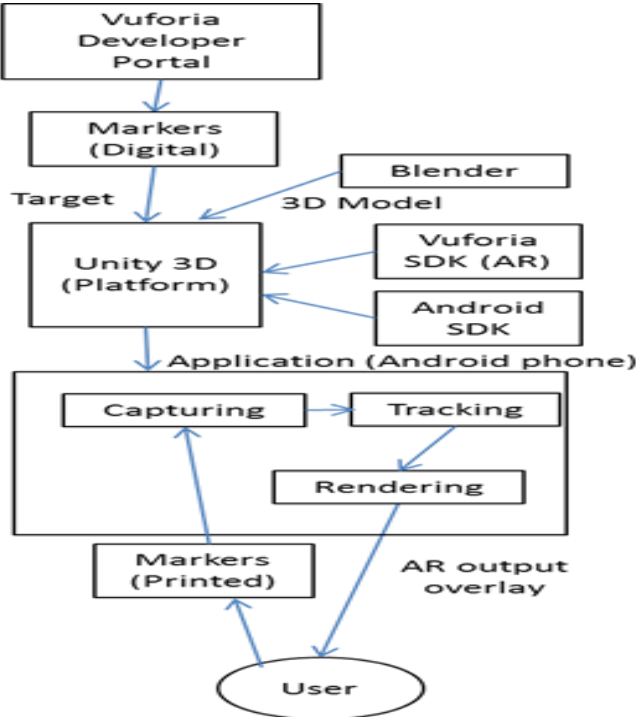 Vuforia
Developer
Portal
Markers
(Digital)
Blender
Target
3D Model
Unity 3D
(Platform)
Vuforia
SDK (AR)
Android
SDK
Application (Android phone)
Capturing
Tracking
Rendering
Markers
(Printed)
AR output
overlay
User